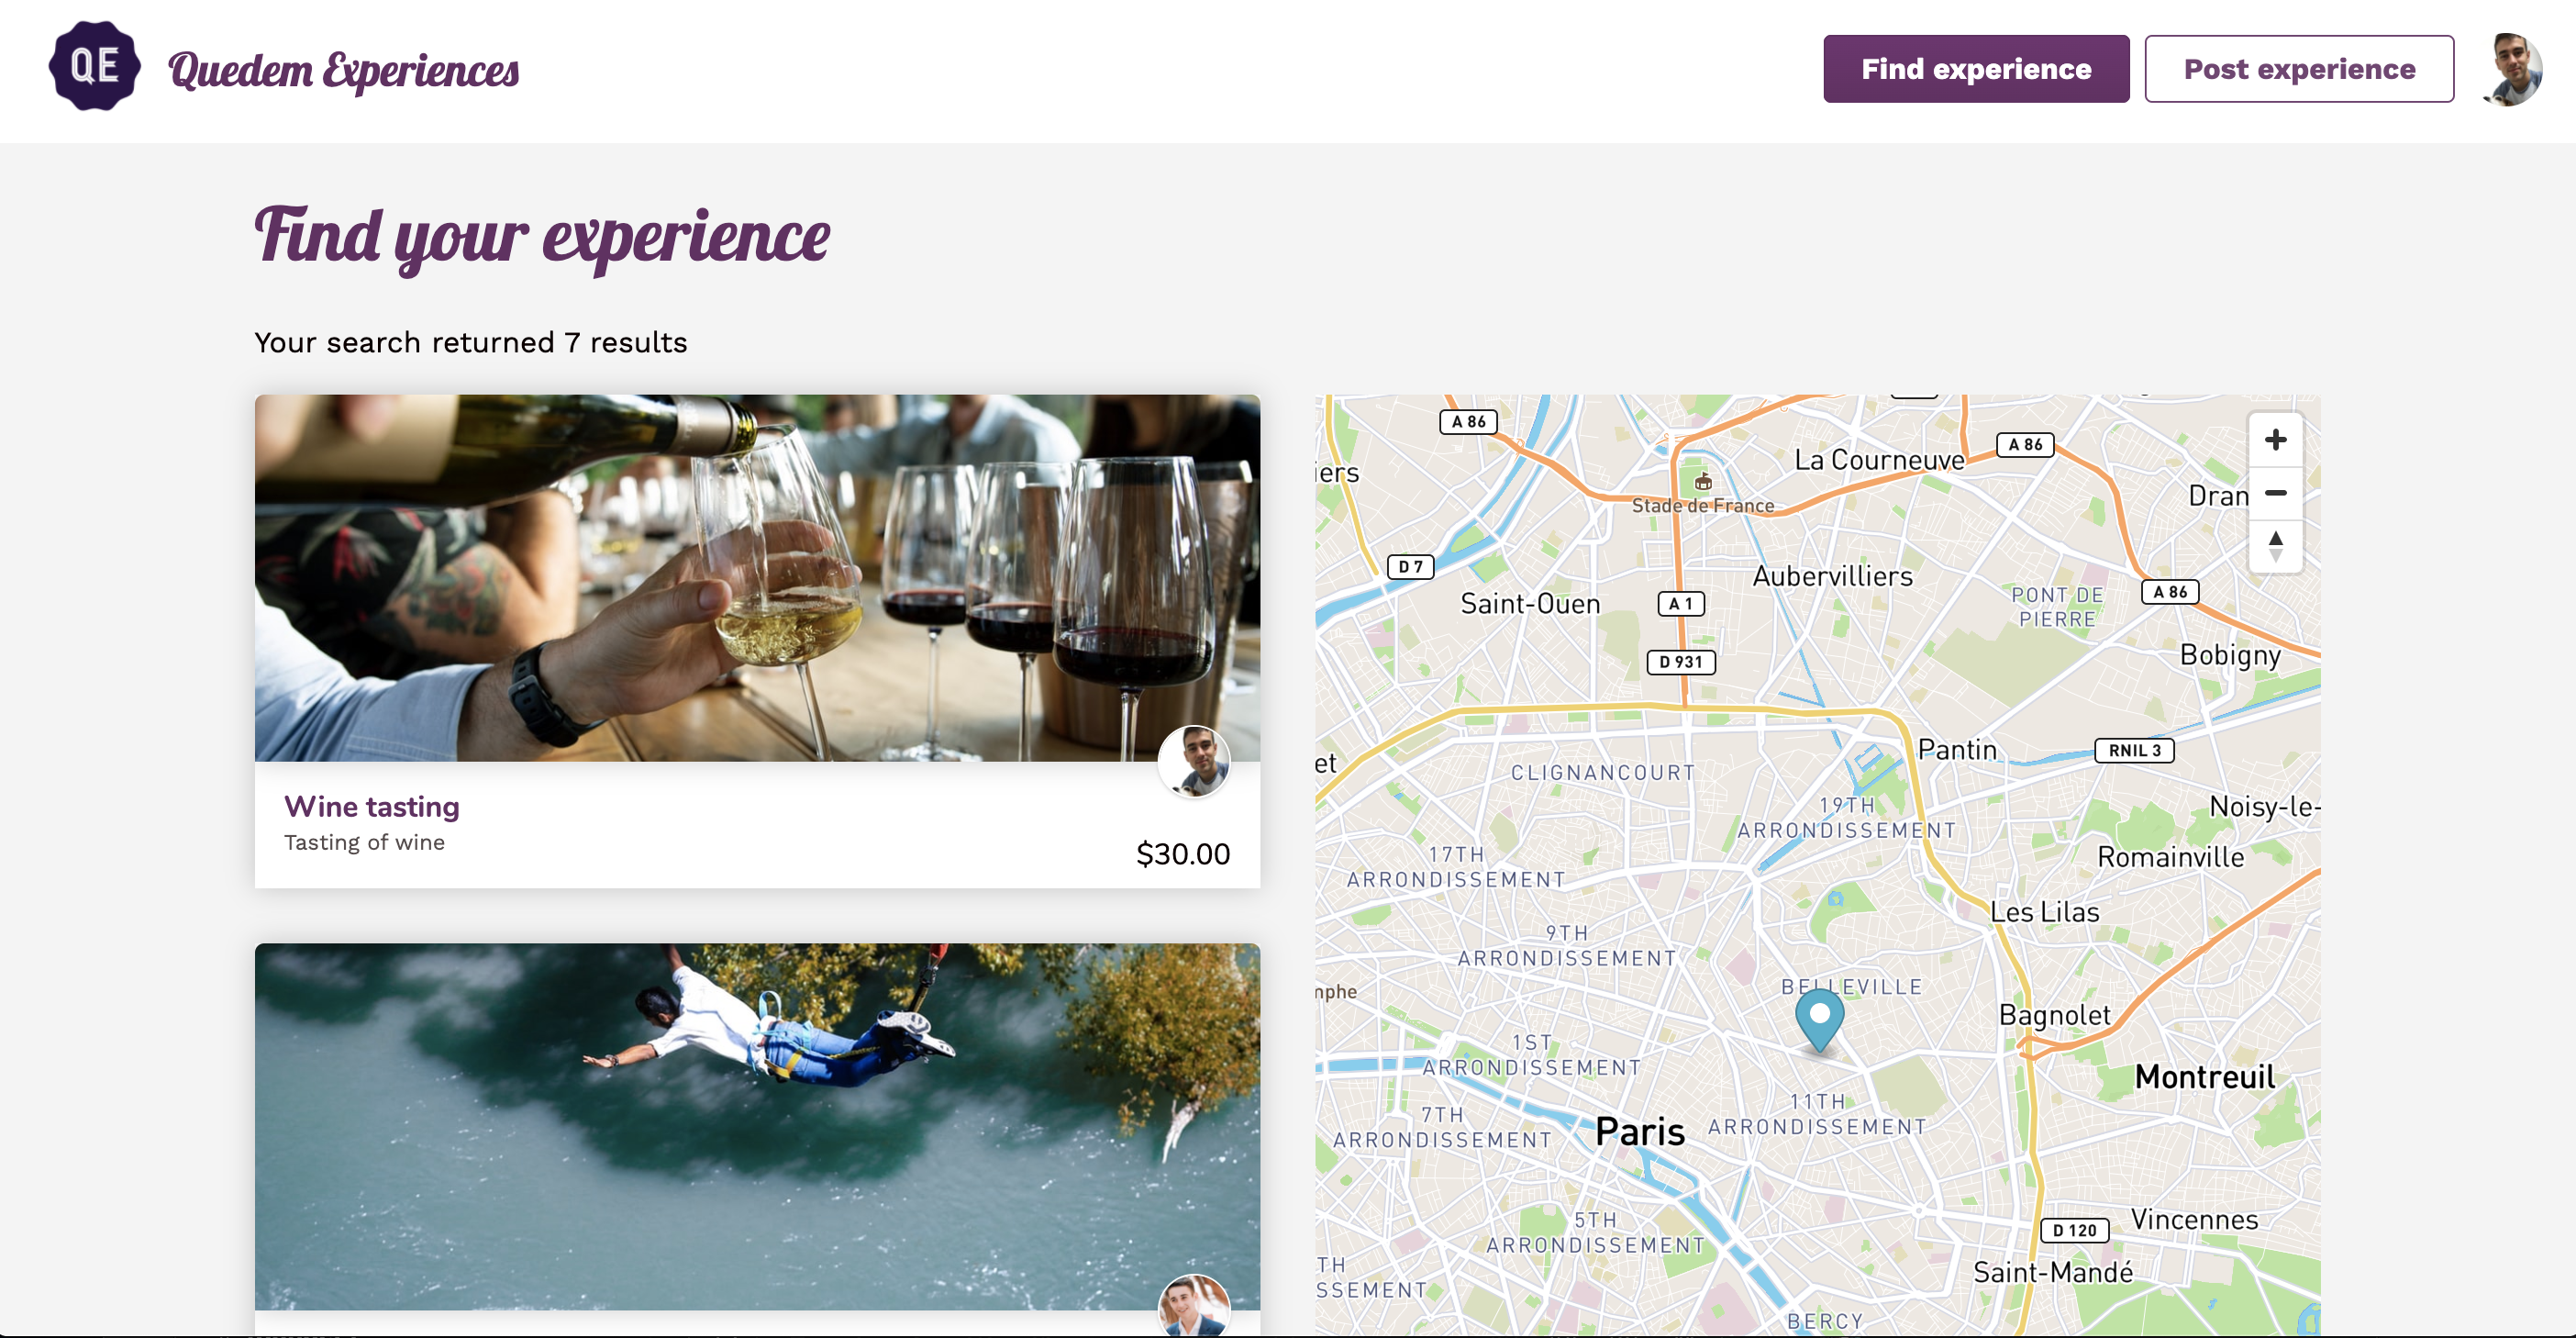 QE
Quedem Experiences
Find experience
Post experience
Find your experience
Your search returned 7 results
Wine tasting
Tasting of wine
$30.00
A 86
La Courneuve
A 86
iers
Stade de France
Dran
D 7
Aubervilliers
A 86
Saint-Ouen
A 1
PONT DE
PIERRE
D 931
Bobigny
et
Pantin
RNIL 3
CLIGNANCOURT
19TH
ARRONDISSEMENT
Noisy-le-
17TH
ARRONDISSEMENT
Romainville
Les Lilas
9TH
ARRONDISSEMENT
BELLEVILLE
mphe
Bagnolet
1ST
ARRONDISSEMENT
Montreuil
7TH
ARRONDISSEMENT
Paris
11TH
ARRONDISSEMENT
5TH
ARRONDISSEMENT
D 120
Vincennes
TH
SSEMENT
Saint-Mandé
BERCY